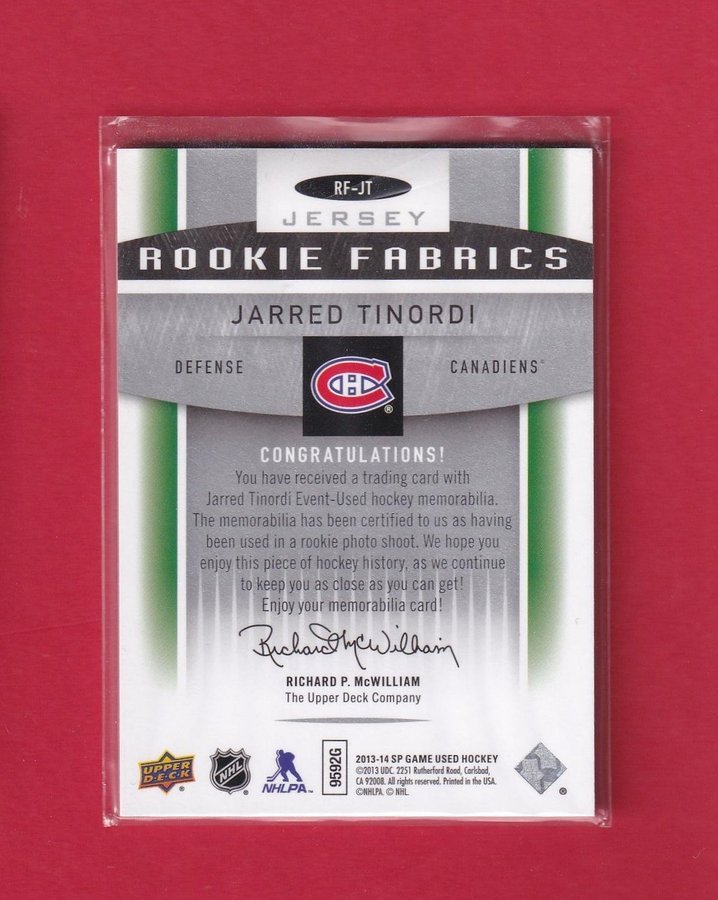 RF-JT
JERSEY
ROOKIE FABRICS
JARRED TINORDI
DEFENSE
CANADIENS
CONGRATULATIONS!
You have received a trading card with
Jarred Tinordi Event-Used hockey memorabilia.
The memorabilia has been certified to us as having
been used in a rookie photo shoot. We hope you
enjoy this piece of hockey history, as we continue
to keep you as close as you can get!
Enjoy your memorabilia card!
Richard McWilliam
RICHARD P. McWILLIAM
The Upper Deck Company
UPPER
D·E·C·K
NHL
NHLPA
9592G
2013-14 SP GAME USED HOCKEY
©2013 UDC. 2251 Rutherford Road, Carlsbad,
CA 92008. All rights reserved. Printed in the USA.
©NHLPA. © NHL.